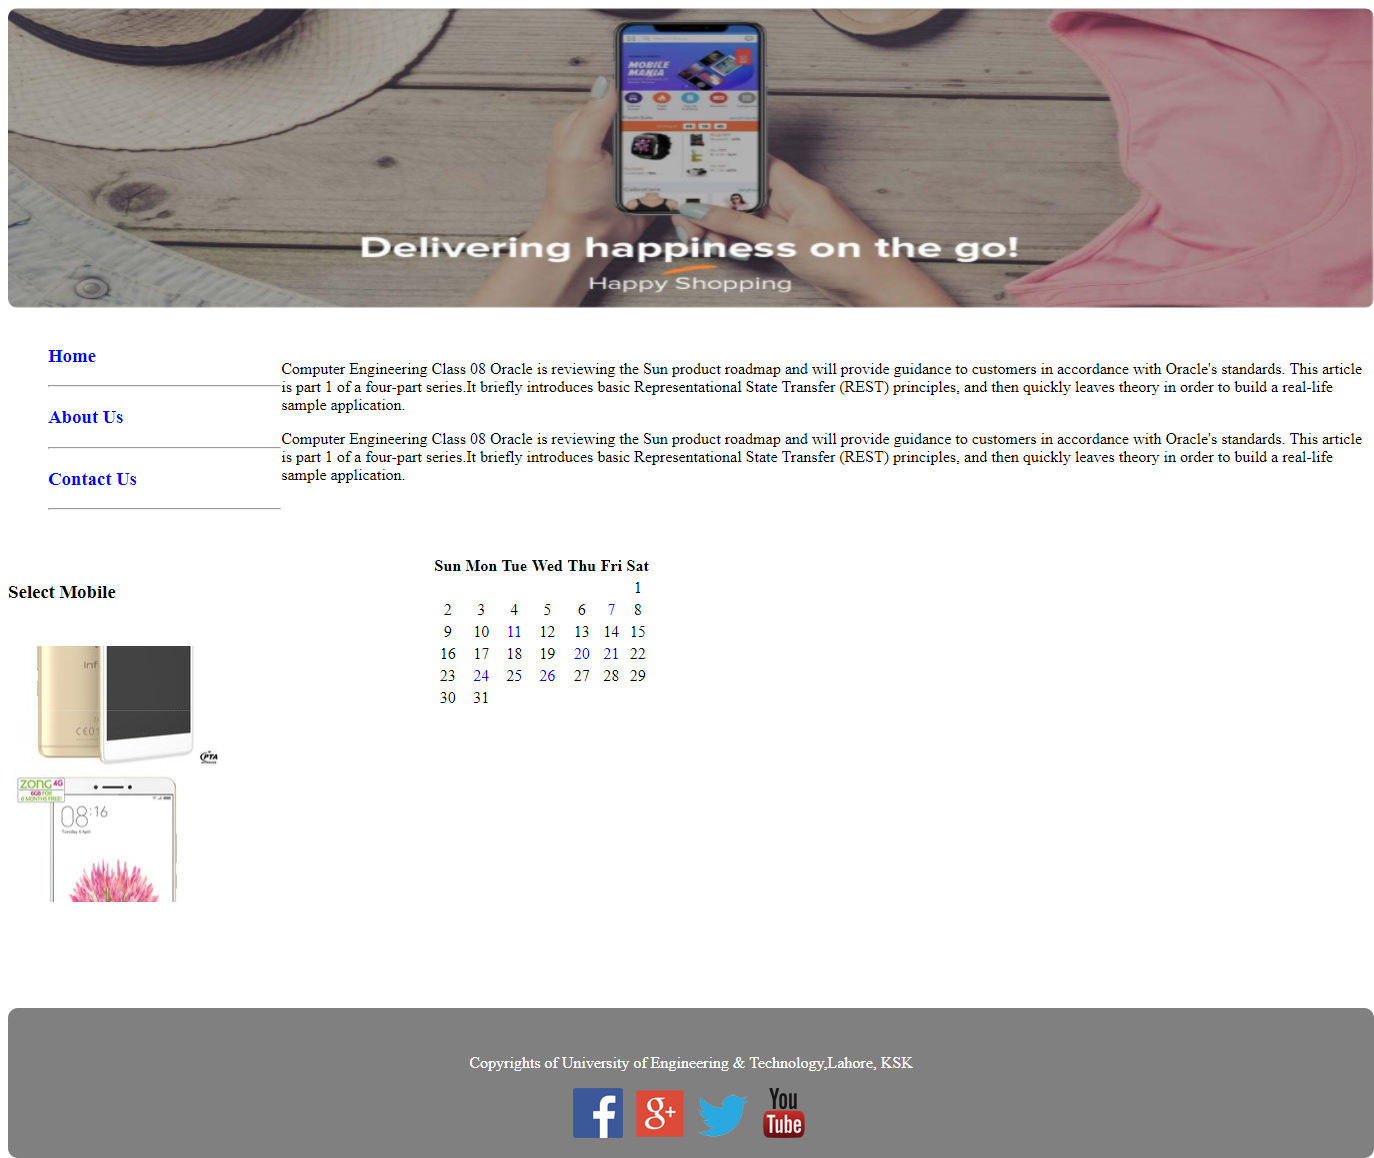 MOBILE
MANIA
Delivering happiness on the go!
Happy Shopping
Home
About Us
Contact Us
Computer Engineering Class 08 Oracle is reviewing the Sun product roadmap and will provide guidance to customers in accordance with Oracle's standards. This article
is part 1 of a four-part series.It briefly introduces basic Representational State Transfer (REST) principles, and then quickly leaves theory in order to build a real-life
sample application.
Computer Engineering Class 08 Oracle is reviewing the Sun product roadmap and will provide guidance to customers in accordance with Oracle's standards. This article
is part 1 of a four-part series.It briefly introduces basic Representational State Transfer (REST) principles, and then quickly leaves theory in order to build a real-life
sample application.
Select Mobile
Sun Mon Tue Wed Thu Fri Sat
1
2 3 4 5 6 7 8
9 10 11 12 13 14 15
16 17 18 19 20 21 22
23 24 25 26 27 28 29
30 31
Inf
CE0
PTA
ZONG 4G
6GB FOR
6 MONTHS FREE!
08:16
Copyrights of University of Engineering & Technology,Lahore, KSK
f g+ You
Tube